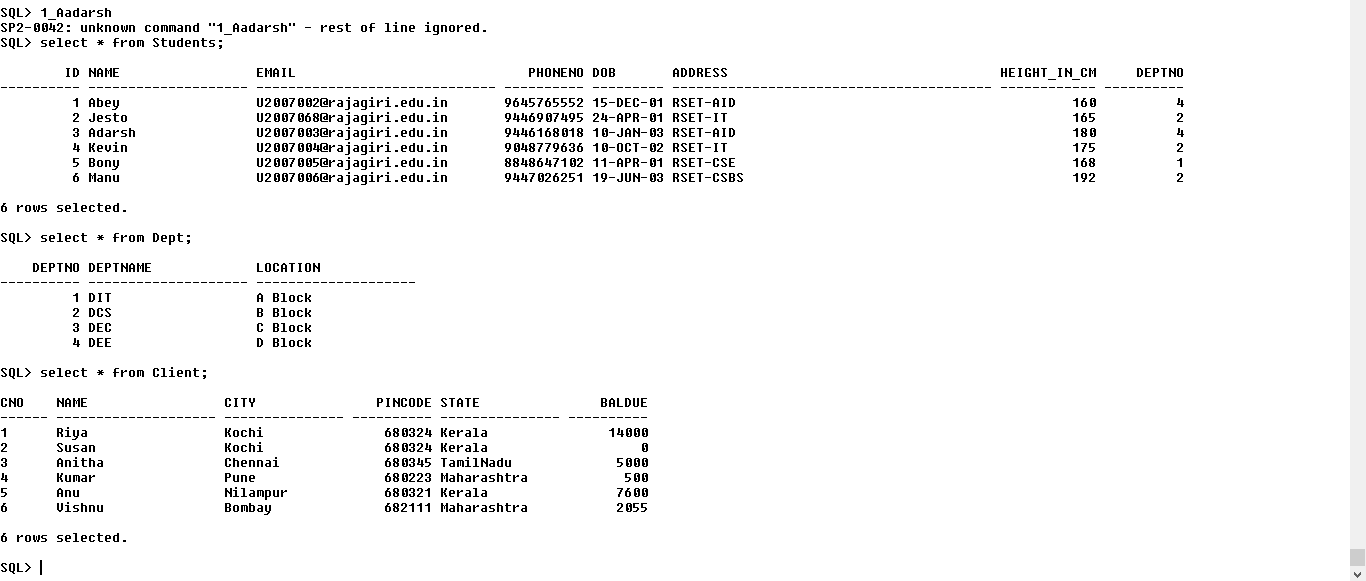 SQL> 1_Aadarsh
SP2-0042: unknown command "1_Aadarsh" - rest of line ignored.
SQL> select * from Students;
ID NAME EMAIL PHONENO DOB ADDRESS HEIGHT_IN_CM DEPTNO
---------- -------------------- ------------------------------ ---------- --------- ---------------------------------------- ------------ ----------
1 Abey U2007002@rajagiri.edu.in 9645765552 15-DEC-01 RSET-AID 160 4
2 Jesto U2007068@rajagiri.edu.in 9446907495 24-APR-01 RSET-IT 165 2
3 Adarsh U2007003@rajagiri.edu.in 9446168018 10-JAN-03 RSET-AID 180 4
4 Kevin U2007004@rajagiri.edu.in 9048779636 10-OCT-02 RSET-IT 175 2
5 Bony U2007005@rajagiri.edu.in 8848647102 11-APR-01 RSET-CSE 168 1
6 Manu U2007006@rajagiri.edu.in 9447026251 19-JUN-03 RSET-CSBS 192 2
6 rows selected.
SQL> select * from Dept;
DEPTNO DEPTNAME LOCATION
---------- -------------------- --------------------
1 DIT A Block
2 DCS B Block
3 DEC C Block
4 DEE D Block
SQL> select * from Client;
CNO NAME CITY PINCODE STATE BALDUE
------ -------------------- --------------- ---------- --------------- ----------
1 Riya Kochi 680324 Kerala 14000
2 Susan Kochi 680324 Kerala 0
3 Anitha Chennai 680345 TamilNadu 5000
4 Kumar Pune 680223 Maharashtra 500
5 Anu Nilampur 680321 Kerala 7600
6 Vishnu Bombay 682111 Maharashtra 2055
6 rows selected.
SQL>